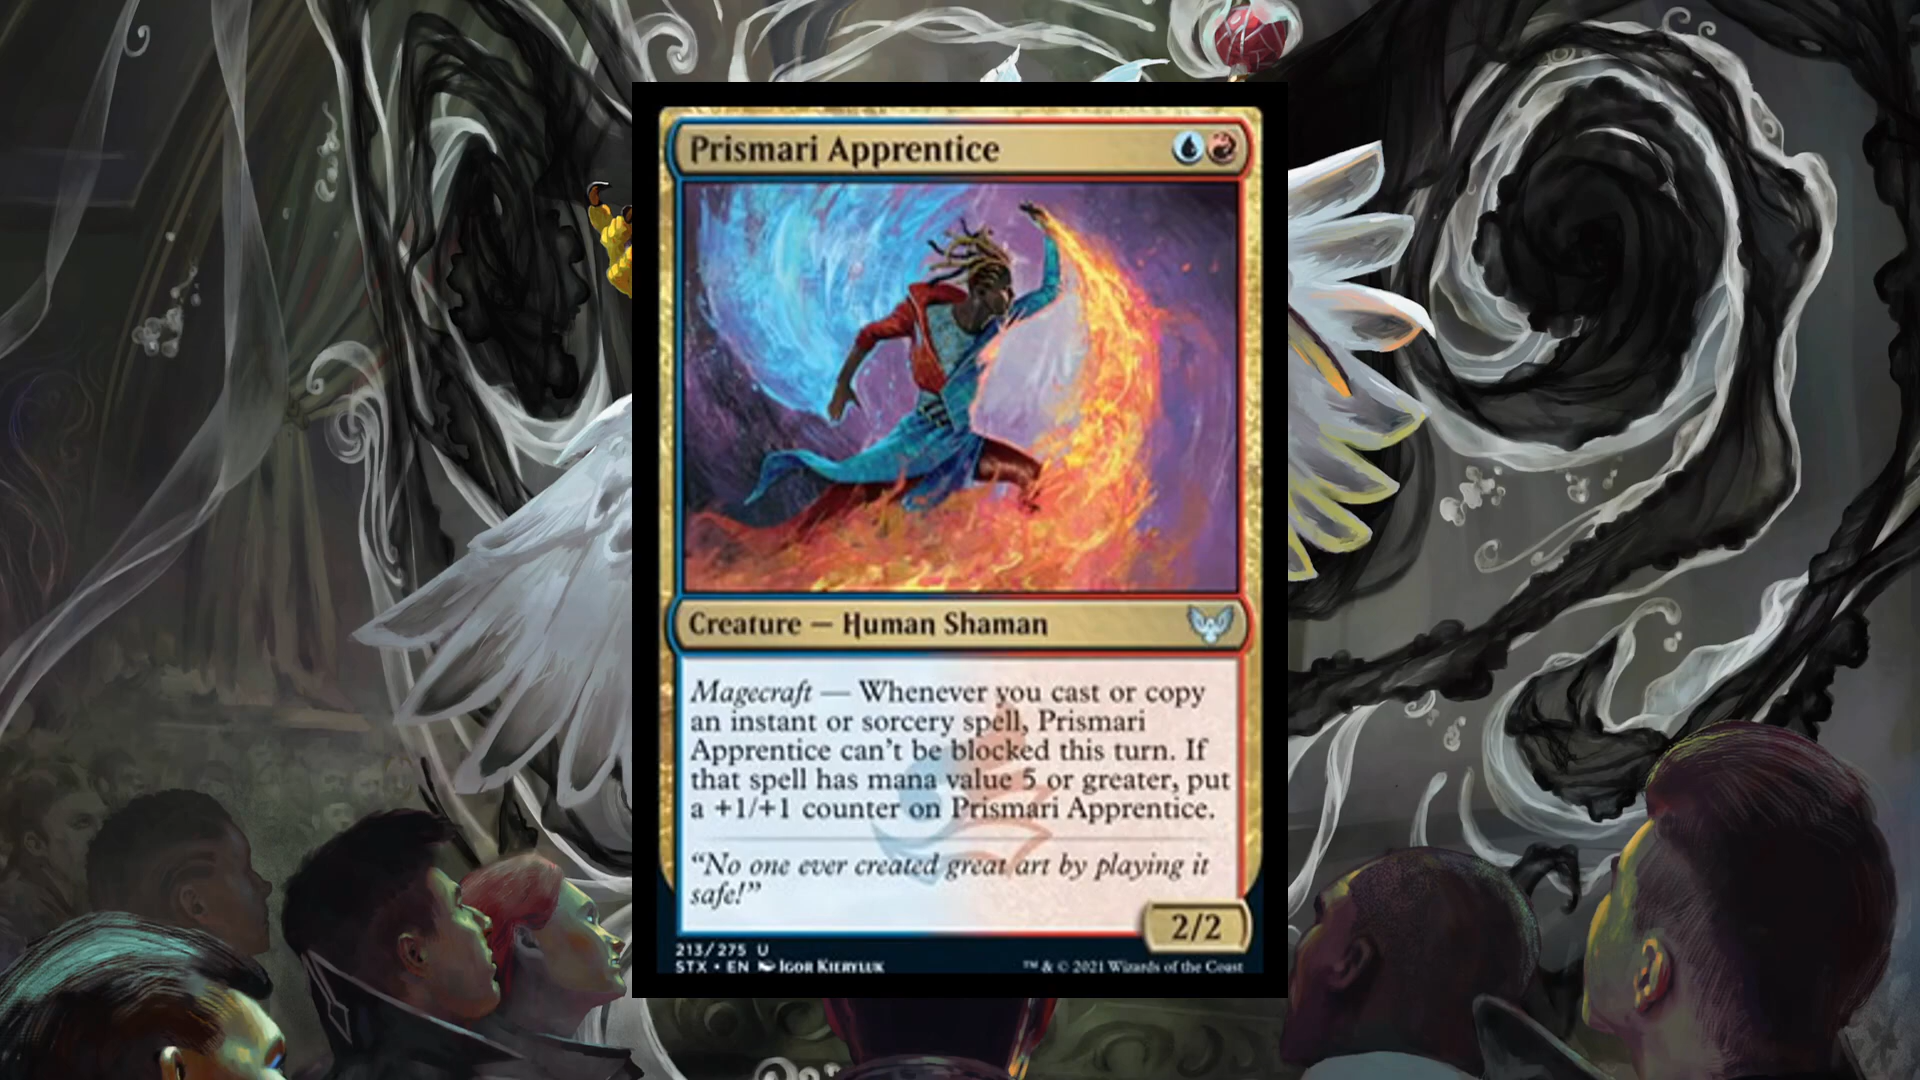 Prismari Apprentice
Creature — Human Shaman
Magecraft — Whenever you cast or copy
an instant or sorcery spell, Prismari
Apprentice can't be blocked this turn. If
that spell has mana value 5 or greater, put
a +1/+1 counter on Prismari Apprentice.
“No one ever created great art by playing it
safe!”
2/2
213/275 U
STX • EN Igor Kieryluk
™ & © 2021 Wizards of the Coast